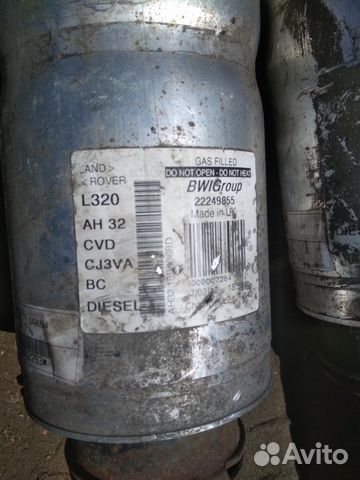 LAND>
<ROVER
L320
AH 32
CVD
CJ3VA
BC
DIESEL
GAS FILLED
DO NOT OPEN - DO NOT HEAT
BWIGroup
22249855
Made in UK
Avito